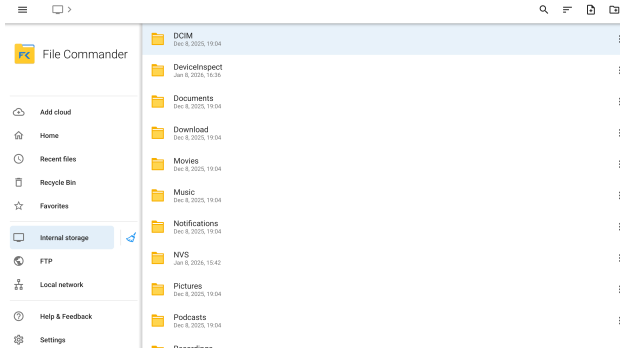 File Commander
Add cloud
Home
Recent files
Recycle Bin
Favorites
Internal storage
FTP
Local network
Help & Feedback
Settings
DCIM
Dec 8, 2025, 19:04
DeviceInspect
Jan 8, 2026, 16:36
Documents
Dec 8, 2025, 19:04
Download
Dec 8, 2025, 19:04
Movies
Dec 8, 2025, 19:04
Music
Dec 8, 2025, 19:04
Notifications
Dec 8, 2025, 19:04
NVS
Jan 8, 2026, 15:42
Pictures
Dec 8, 2025, 19:04
Podcasts
Dec 8, 2025, 19:04